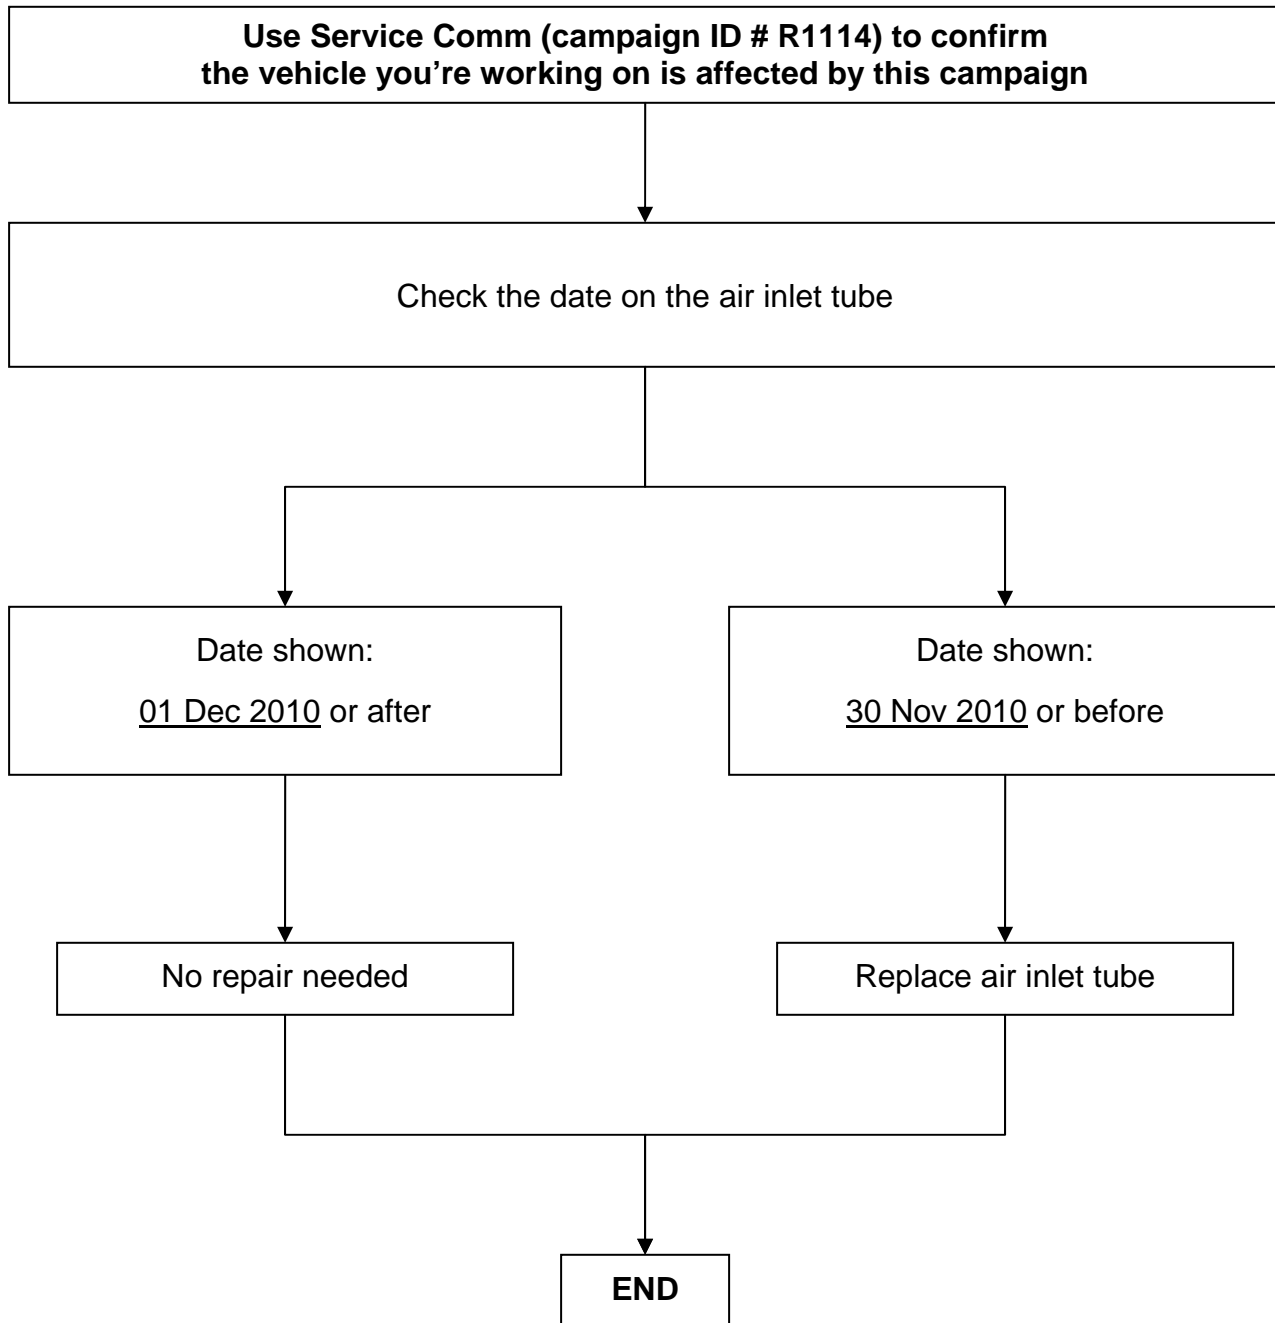 Use Service Comm (campaign ID # R1114) to confirm
the vehicle you’re working on is affected by this campaign
Check the date on the air inlet tube
Date shown:
01 Dec 2010 or after
Date shown:
30 Nov 2010 or before
No repair needed
Replace air inlet tube
END